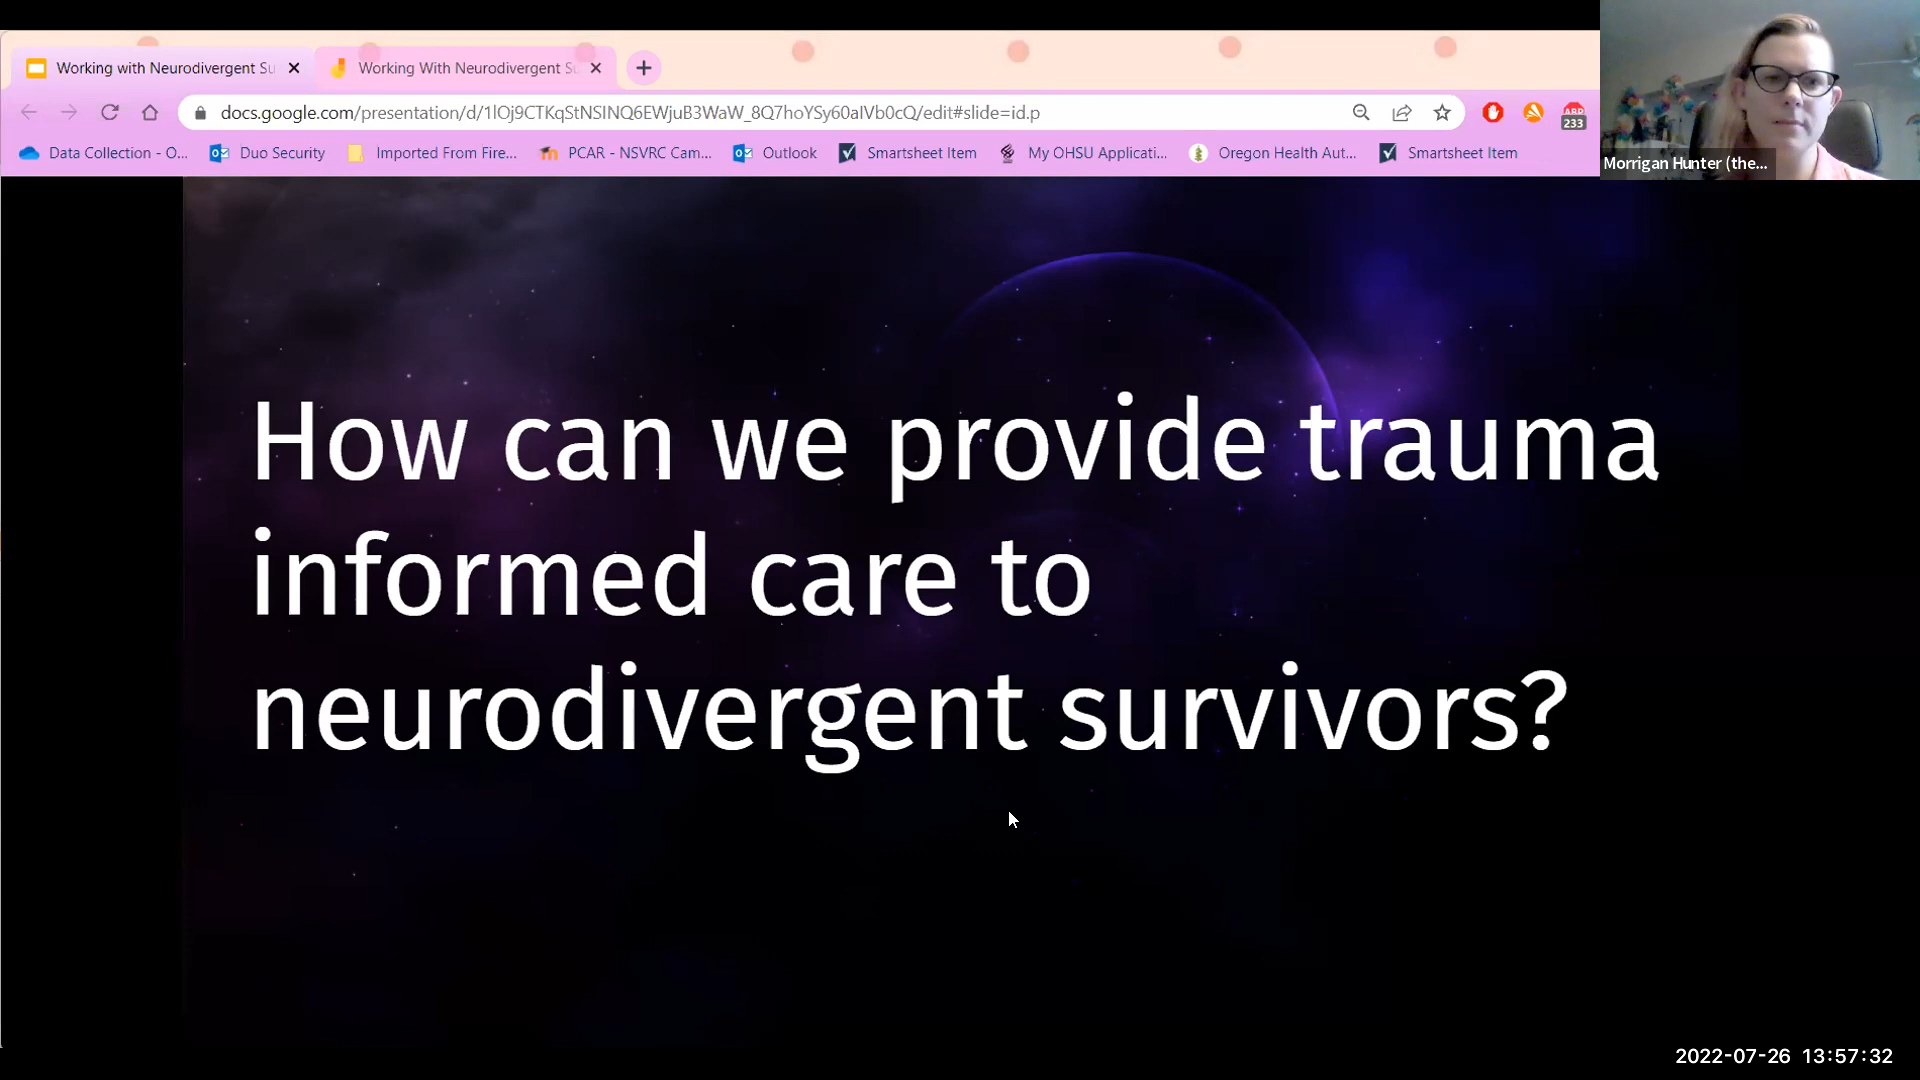 Working with Neurodivergent Su
Working With Neurodivergent S
docs.google.com/presentation/d/1lOj9CTKqStNSINQ6EWjuB3WaW_8Q7hoYSy60aIVb0cQ/edit#slide=id.p
ABP
233
Data Collection - O...
Duo Security
Imported From Fire...
PCAR - NSVRC Cam...
Outlook
Smartsheet Item
My OHSU Applicati...
Oregon Health Aut...
Smartsheet Item
Morrigan Hunter (the...
How can we provide trauma
informed care to
neurodivergent survivors?
2022-07-26 13:57:32